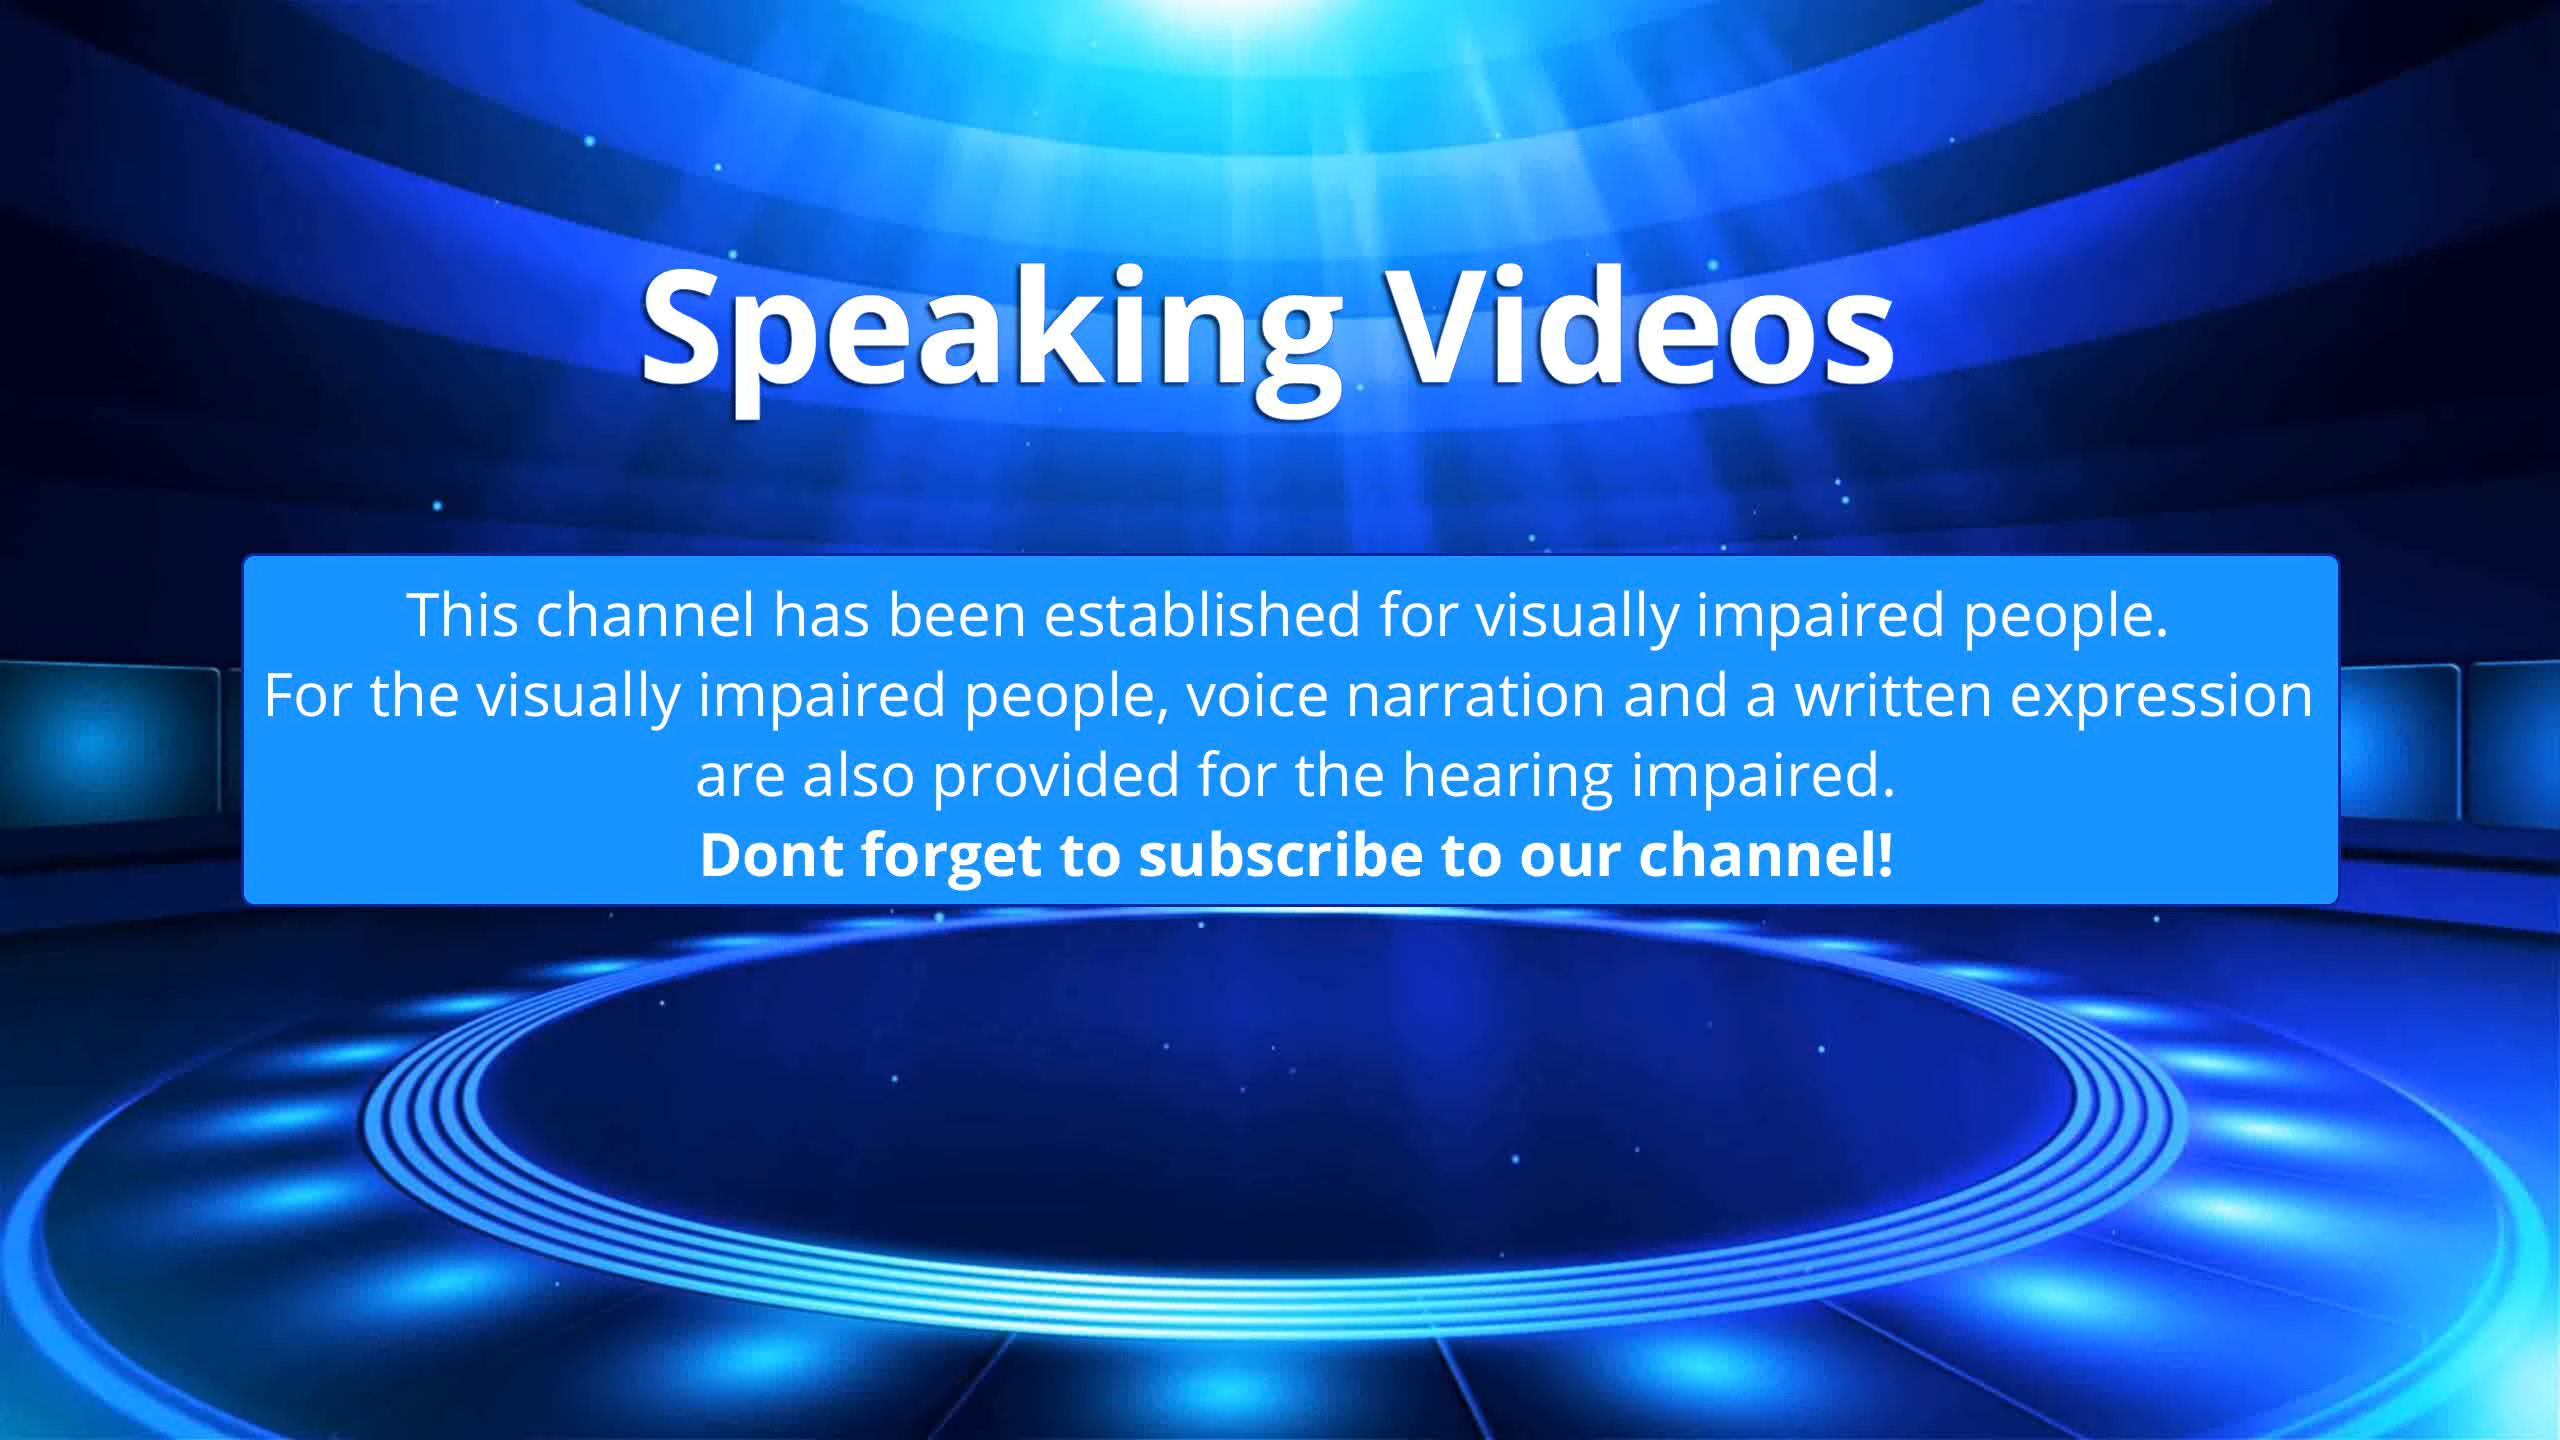 Speaking Videos
This channel has been established for visually impaired people.
For the visually impaired people, voice narration and a written expression
are also provided for the hearing impaired.
Dont forget to subscribe to our channel!